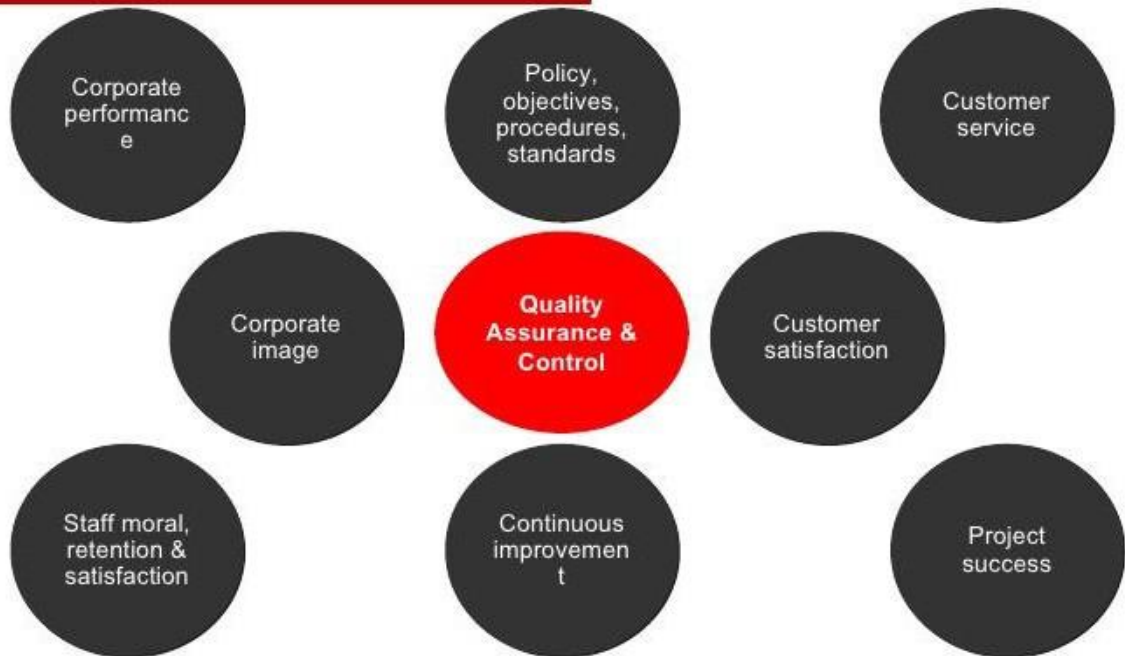 Corporate
performanc
e
Policy,
objectives,
procedures,
standards
Customer
service
Corporate
image
Quality
Assurance &
Control
Customer
satisfaction
Staff moral,
retention &
satisfaction
Continuous
improvemen
t
Project
success